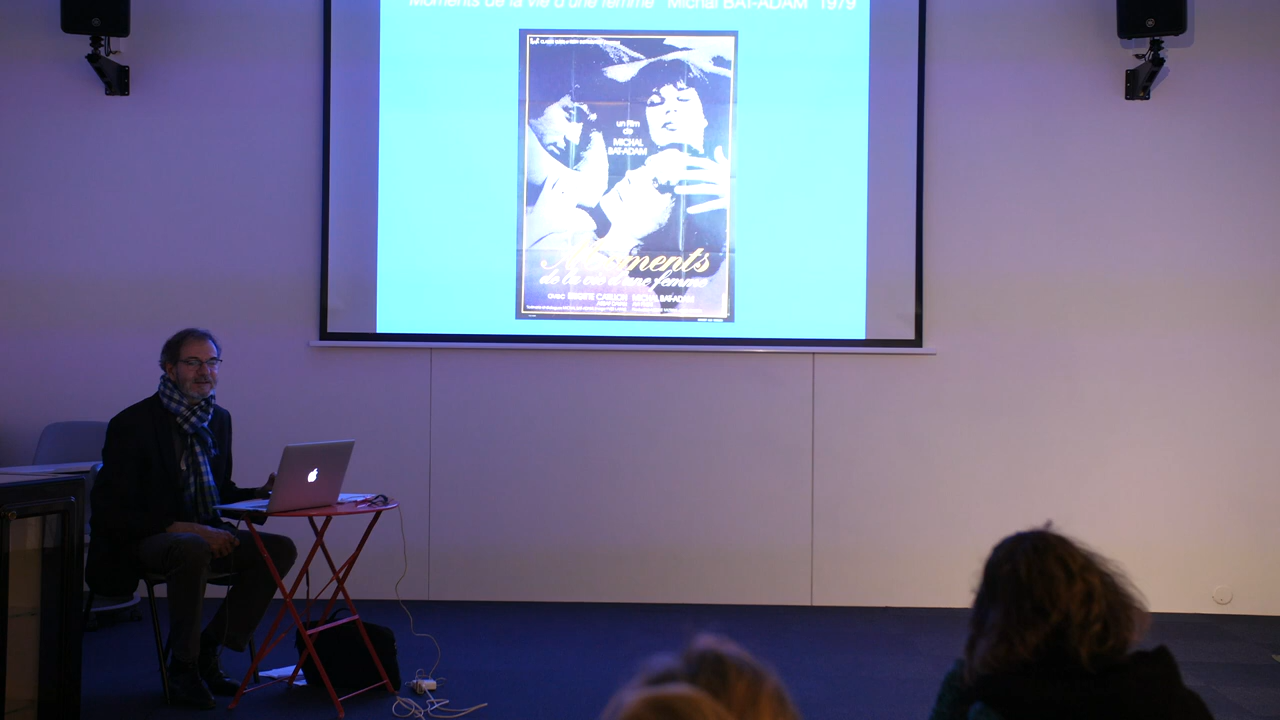 Moments de la vie d'une femme Michal BAT-ADAM 1979
un film
de
MICHAL
BAT-ADAM
Moments
de la vie d'une femme
avec BRIGITTE CATILLON MICHAL BAT-ADAM